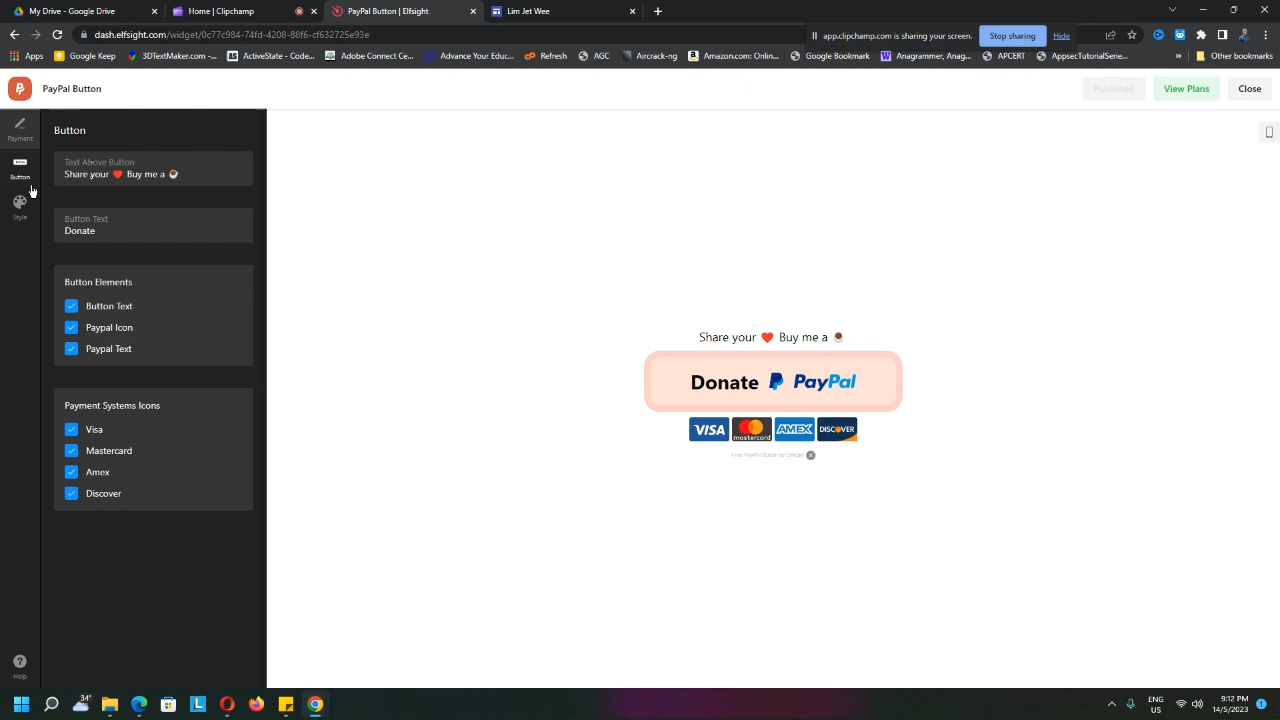 My Drive - Google Drive
Home | Clipchamp
PayPal Button | Elfsight
Lim Jet Wee
dash.elfsight.com/widget/0c77c984-74fd-4208-88f6-cf632725e93e
app.clipchamp.com is sharing your screen.
Stop sharing
Hide
Apps
Google Keep
3DTextMaker.com -...
ActiveState - Code:...
Adobe Connect Ce...
Advance Your Educ...
Refresh
AGC
Aircrack-ng
Amazon.com:.....
Google Bookmark
Anagrammer, Anag...
APCERT
AppsecTutorialSerie...
»
Other bookmarks
PayPal Button
Published
View Plans
Close
Payment
Button
Style
Help
Button
Text Above Button
Share your ❤️ Buy me a ☕
Button Text
Donate
Button Elements
Button Text
Paypal Icon
Paypal Text
Payment Systems Icons
Visa
Mastercard
Amex
Discover
Share your ❤️ Buy me a ☕
Donate PayPal
VISA mastercard AMEX DISCOVER
Free PayPal Button by Elfsight
34°
ENG
US
9:12 PM
14/5/2023